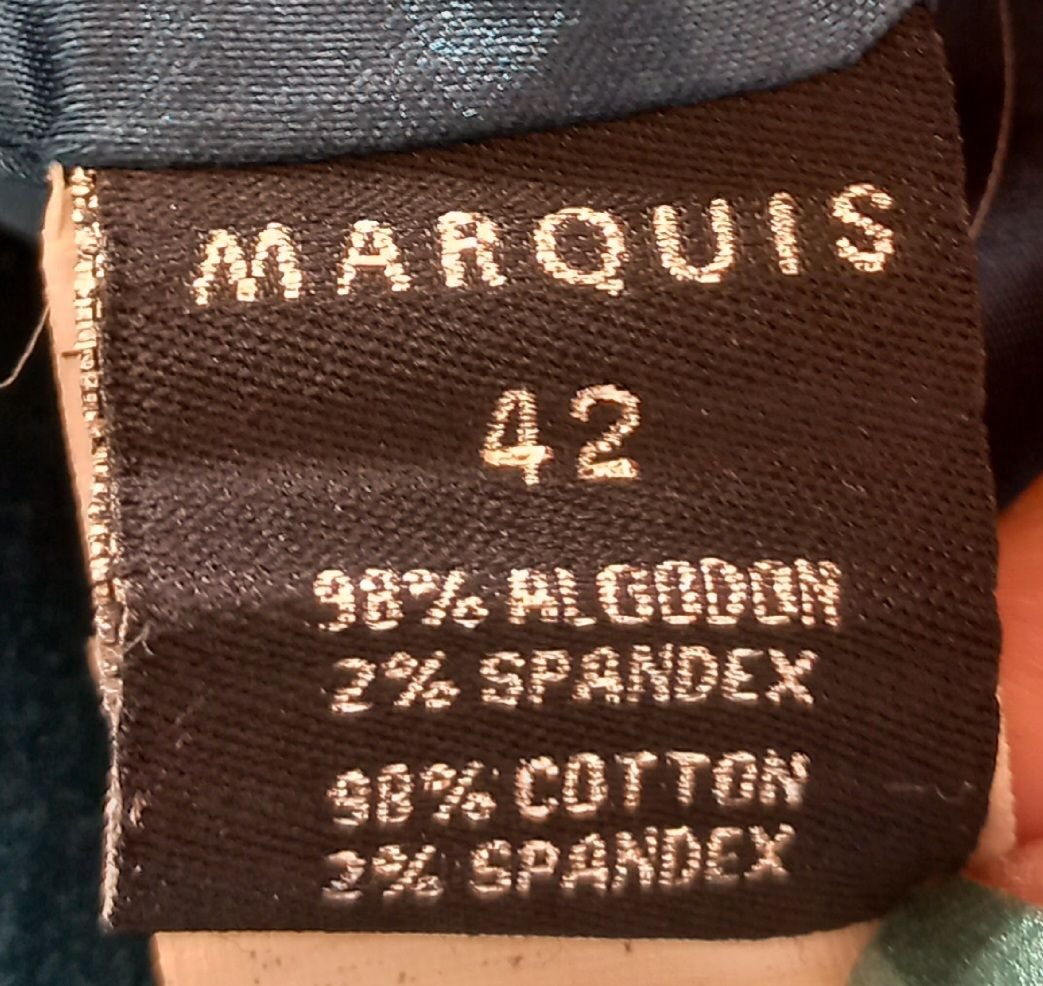 MARQUIS
42
98% ALGODON
2% SPANDEX
98% COTTON
2% SPANDEX